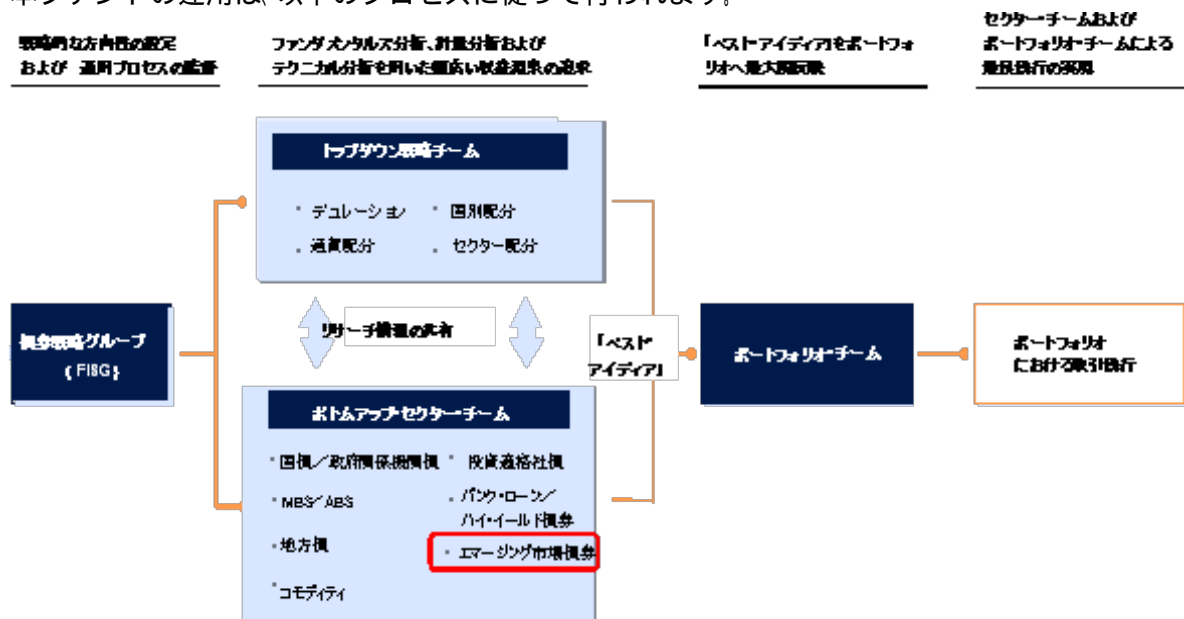 本ファンドの運用は、以下のプロセスに従って行われます。
戦略的な方向性の設定
および 運用プロセスの監督
ファンダメンタルズ分析、計量分析および
テクニカル分析を用いた幅広い収益源泉の追求
「ベスト・アイディア」をポートフォ
リオへ最大限反映
セクター・チームおよび
ポートフォリオ・チームによる
最良執行の実現
トップダウン戦略チーム
・ デュレーション ・ 国別配分
・ 通貨配分 ・ セクター配分
リサーチ情報の共有
債券戦略グループ
( FISG)
「ベスト・
アイディア」
ポートフォリオ・チーム
ポートフォリオ
における取引執行
ボトムアップ・セクター・チーム
・国債/政府関係機関債 ・ 投資適格社債
・MBS/ABS ・バンク・ローン/
ハイ・イールド債券
・地方債 ・ エマージング市場債券
・コモディティ